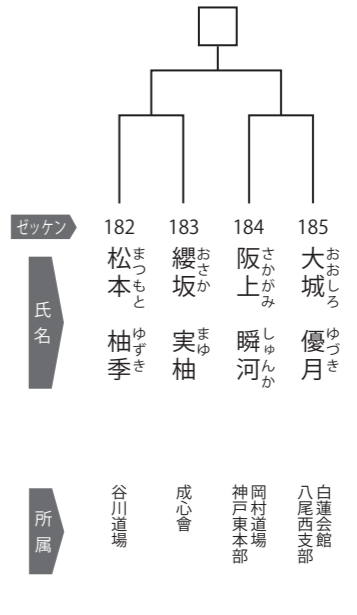 ゼッケン
182
183
184
185
氏名
松本 柚季
まつもと ゆずき
纓坂 実柚
おさか まゆ
阪上 瞬河
さかがみ しゅんか
大城 優月
おおしろ ゆづき
所属
谷川道場
成心會
岡村道場
神戸東本部
白蓮会館
八尾西支部